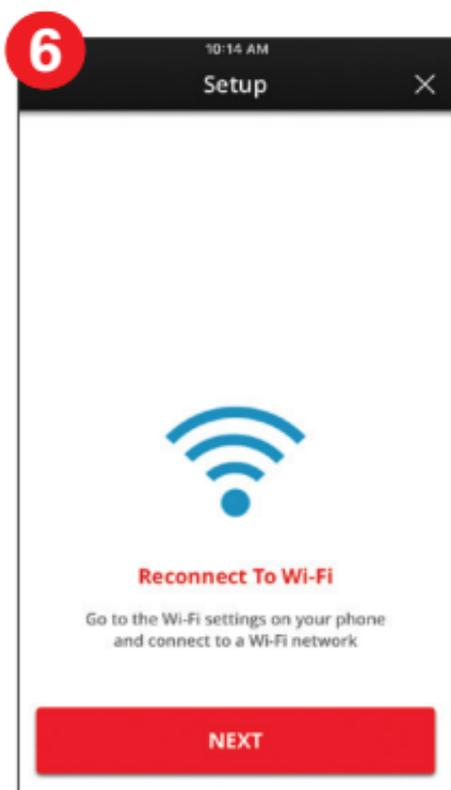 6
10:14 AM
Setup
Reconnect To Wi-Fi
Go to the Wi-Fi settings on your phone
and connect to a Wi-Fi network
NEXT